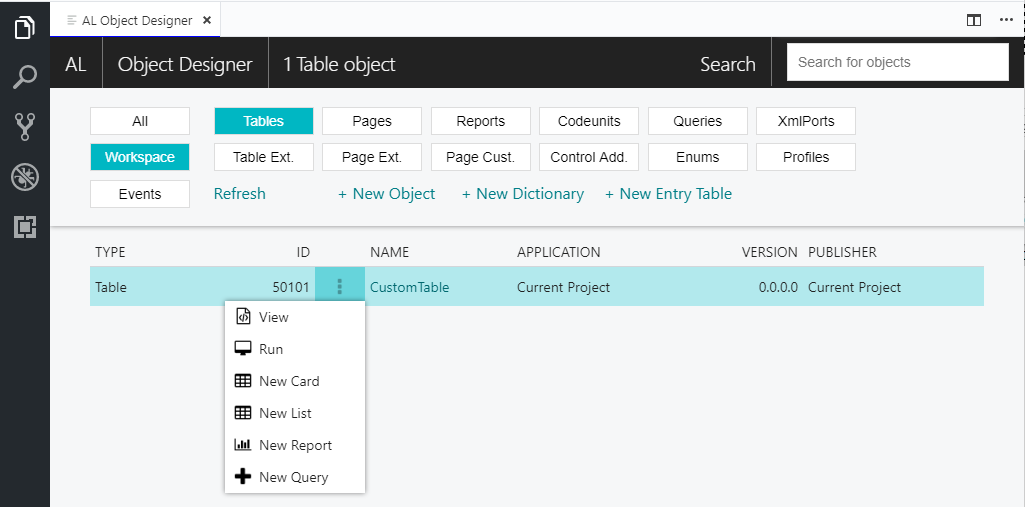 AL Object Designer
AL Object Designer 1 Table object Search Search for objects
All Tables Pages Reports Codeunits Queries XmlPorts
Workspace Table Ext. Page Ext. Page Cust. Control Add. Enums Profiles
Events Refresh + New Object + New Dictionary + New Entry Table
TYPE ID NAME APPLICATION VERSION PUBLISHER
Table 50101 CustomTable Current Project 0.0.0.0 Current Project
View
Run
New Card
New List
New Report
New Query